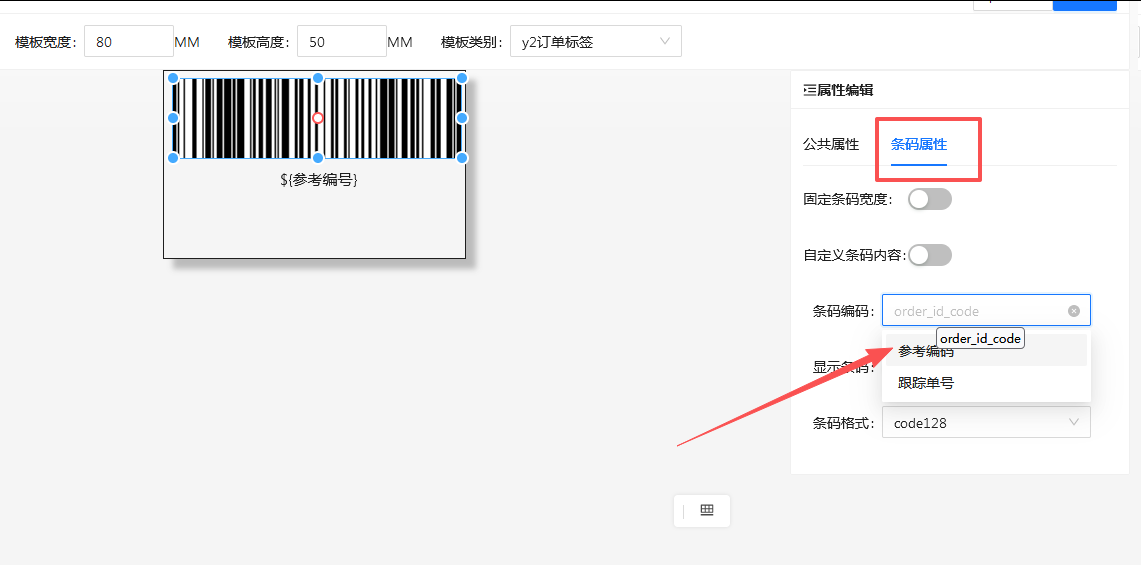 模板宽度： 80 MM 模板高度： 50 MM 模板类别： y2订单标签
属性编辑
公共属性 条码属性
${参考编号}
固定条码宽度：
自定义条码内容：
条码编码： order_id_code
order_id_code
参考编码
显示条码：
跟踪单号
条码格式： code128